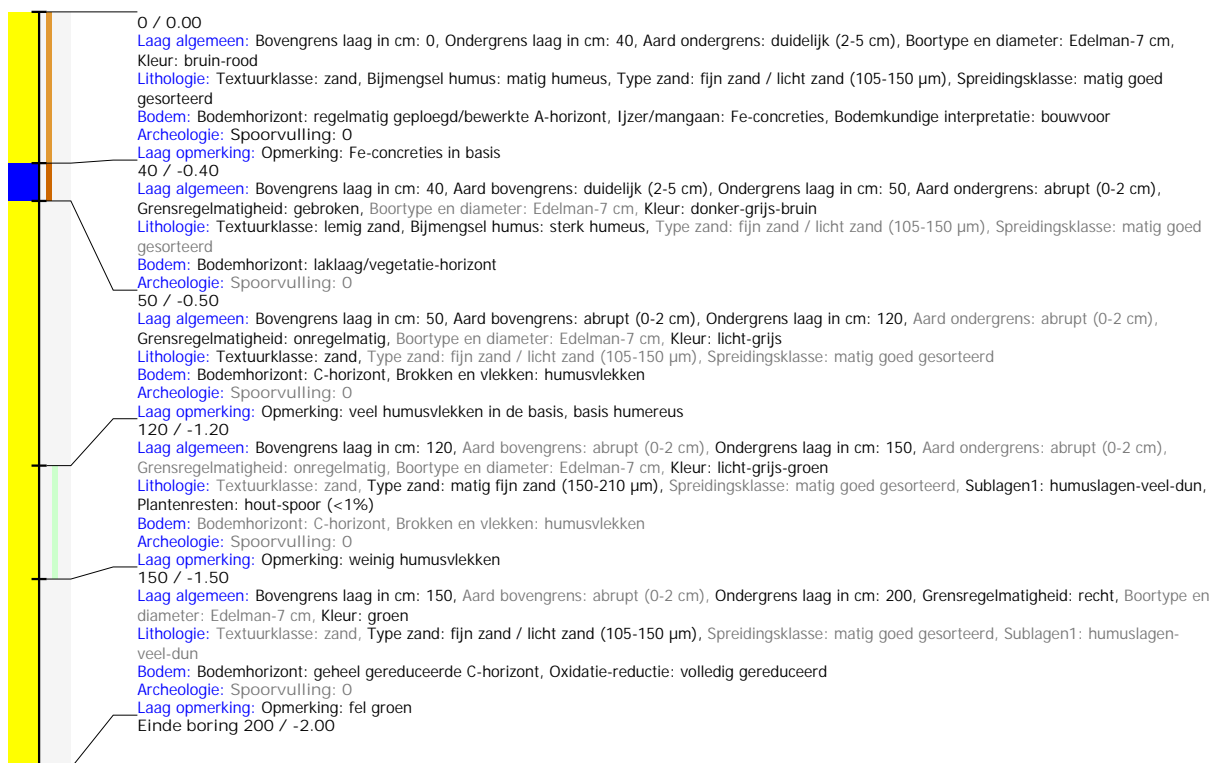 0 / 0.00
Laag algemeen: Bovengrens laag in cm: 0, Ondergrens laag in cm: 40, Aard ondergrens: duidelijk (2-5 cm), Boortype en diameter: Edelman-7 cm,
Kleur: bruin-rood
Lithologie: Textuurklasse: zand, Bijmengsel humus: matig humeus, Type zand: fijn zand / licht zand (105-150 µm), Spreidingsklasse: matig goed
gesorteerd
Bodem: Bodemhorizont: regelmatig geploegd/bewerkte A-horizont, Ijzer/mangaan: Fe-concreties, Bodemkundige interpretatie: bouwvoor
Archeologie: Spoorvulling: 0
Laag opmerking: Opmerking: Fe-concreties in basis
40 / -0.40
Laag algemeen: Bovengrens laag in cm: 40, Aard bovengrens: duidelijk (2-5 cm), Ondergrens laag in cm: 50, Aard ondergrens: abrupt (0-2 cm),
Grensregelmatigheid: gebroken, Boortype en diameter: Edelman-7 cm, Kleur: donker-grijs-bruin
Lithologie: Textuurklasse: lemig zand, Bijmengsel humus: sterk humeus, Type zand: fijn zand / licht zand (105-150 µm), Spreidingsklasse: matig goed
gesorteerd
Bodem: Bodemhorizont: laklaag/vegetatie-horizont
Archeologie: Spoorvulling: 0
50 / -0.50
Laag algemeen: Bovengrens laag in cm: 50, Aard bovengrens: abrupt (0-2 cm), Ondergrens laag in cm: 120, Aard ondergrens: abrupt (0-2 cm),
Grensregelmatigheid: onregelmatig, Boortype en diameter: Edelman-7 cm, Kleur: licht-grijs
Lithologie: Textuurklasse: zand, Type zand: fijn zand / licht zand (105-150 µm), Spreidingsklasse: matig goed gesorteerd
Bodem: Bodemhorizont: C-horizont, Brokken en vlekken: humusvlekken
Archeologie: Spoorvulling: 0
Laag opmerking: Opmerking: veel humusvlekken in de basis, basis humereus
120 / -1.20
Laag algemeen: Bovengrens laag in cm: 120, Aard bovengrens: abrupt (0-2 cm), Ondergrens laag in cm: 150, Aard ondergrens: abrupt (0-2 cm),
Grensregelmatigheid: onregelmatig, Boortype en diameter: Edelman-7 cm, Kleur: licht-grijs-groen
Lithologie: Textuurklasse: zand, Type zand: matig fijn zand (150-210 µm), Spreidingsklasse: matig goed gesorteerd, Sublagen1: humuslagen-veel-dun,
Plantenresten: hout-spoor (<1%)
Bodem: Bodemhorizont: C-horizont, Brokken en vlekken: humusvlekken
Archeologie: Spoorvulling: 0
Laag opmerking: Opmerking: weinig humusvlekken
150 / -1.50
Laag algemeen: Bovengrens laag in cm: 150, Aard bovengrens: abrupt (0-2 cm), Ondergrens laag in cm: 200, Grensregelmatigheid: recht, Boortype en
diameter: Edelman-7 cm, Kleur: groen
Lithologie: Textuurklasse: zand, Type zand: fijn zand / licht zand (105-150 µm), Spreidingsklasse: matig goed gesorteerd, Sublagen1: humuslagen-
veel-dun
Bodem: Bodemhorizont: geheel gereduceerde C-horizont, Oxidatie-reductie: volledig gereduceerd
Archeologie: Spoorvulling: 0
Laag opmerking: Opmerking: fel groen
Einde boring 200 / -2.00